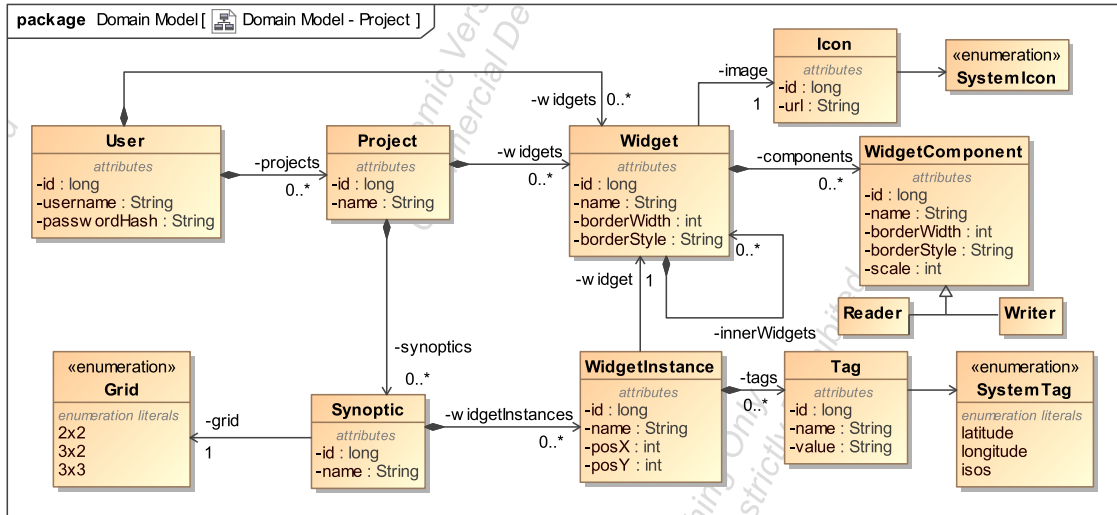 package Domain Model [ Domain Model - Project ]
Icon
attributes
-id : long
-url : String
«enumeration»
SystemIcon
-image
1
-widgets 0..*
User
attributes
-id : long
-username : String
-passwordHash : String
-projects
0..*
Project
attributes
-id : long
-name : String
-widgets
0..*
Widget
attributes
-id : long
-name : String
-borderWidth : int
-borderStyle : String
-components
0..*
WidgetComponent
attributes
-id : long
-name : String
-borderWidth : int
-borderStyle : String
-scale : int
0..*
-widget
1
-innerWidgets
Reader
Writer
-synoptics
0..*
«enumeration»
Grid
enumeration literals
2x2
3x2
3x3
-grid
1
Synoptic
attributes
-id : long
-name : String
-widgetInstances
0..*
WidgetInstance
attributes
-id : long
-name : String
-posX : int
-posY : int
-tags
0..*
Tag
attributes
-id : long
-name : String
-value : String
«enumeration»
SystemTag
enumeration literals
latitude
longitude
isos